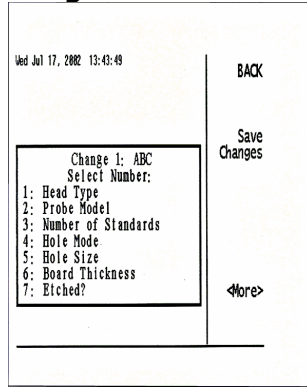 Wed Jul 17, 2002 13:43:49
BACK
Save
Changes
Change 1: ABC
Select Number:
1: Head Type
2: Probe Model
3: Number of Standards
4: Hole Mode
5: Hole Size
6: Board Thickness
7: Etched?
<More>